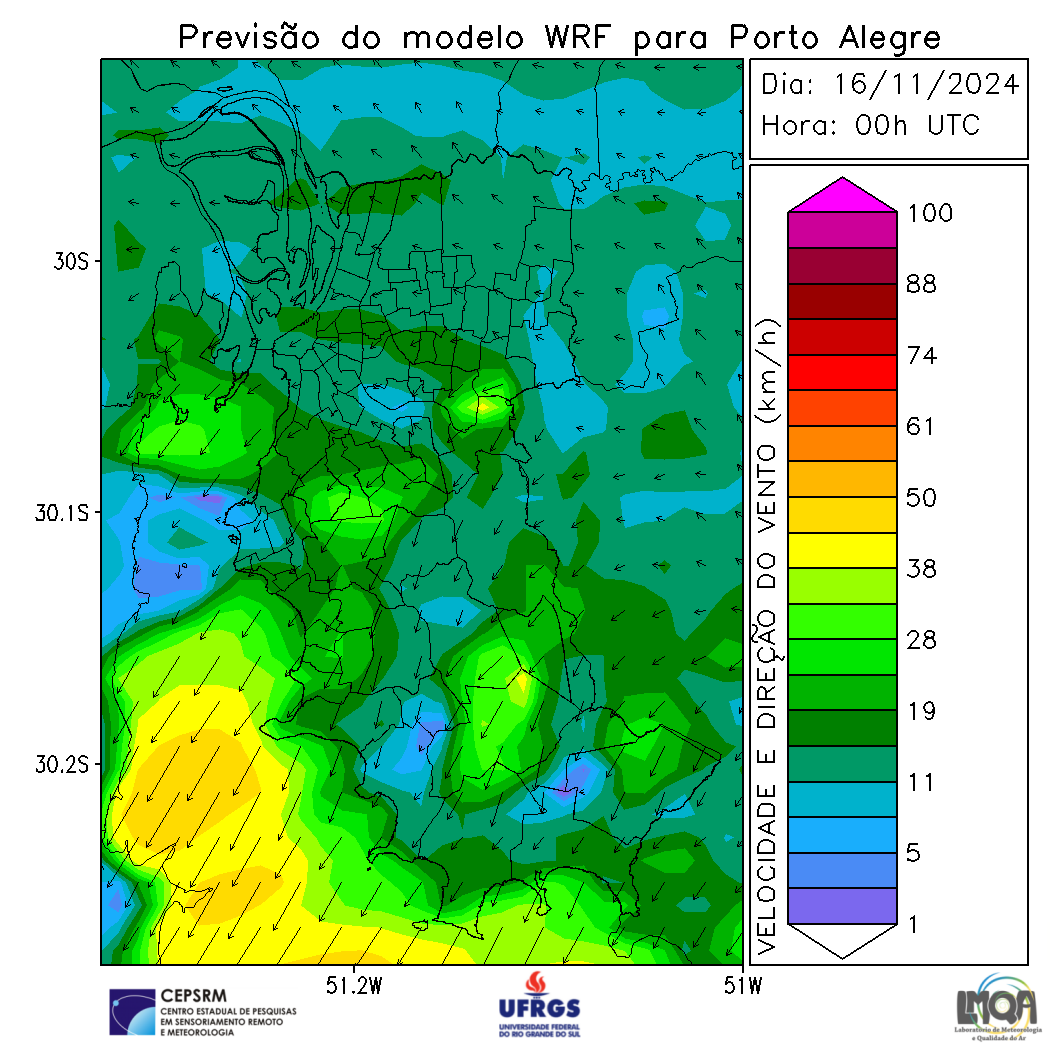 Previsão do modelo WRF para Porto Alegre
Dia: 16/11/2024
Hora: 00h UTC
30S
30.1S
30.2S
51.2W
51W
VELOCIDADE E DIREÇÃO DO VENTO (km/h)
100
88
74
61
50
38
28
19
11
5
1
CEPSRM
CENTRO ESTADUAL DE PESQUISAS
EM SENSORIAMENTO REMOTO
E METEOROLOGIA
UFRGS
UNIVERSIDADE FEDERAL
DO RIO GRANDE DO SUL
LMQA
Laboratório de Meteorologia
e Qualidade do Ar